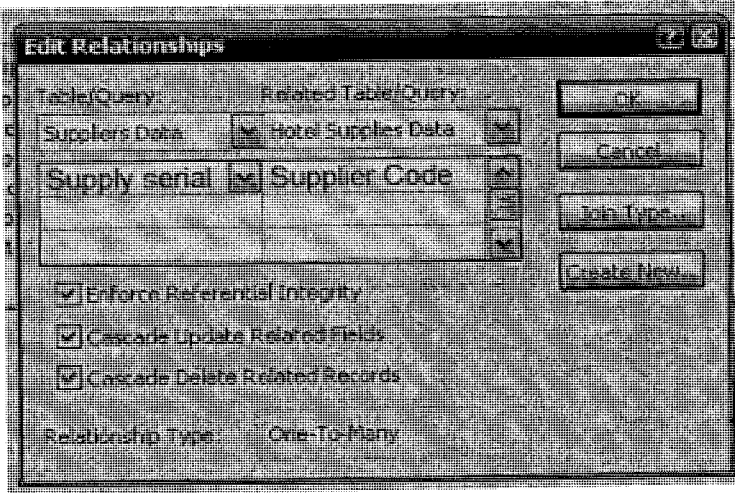 Edit Relationships
Table/Query: Related Table/Query:
Suppliers Data Hotel Supplies Data
Supply serial Supplier Code
Enforce Referential Integrity
Cascade Update Related Fields
Cascade Delete Related Records
Relationship Type: One-To-Many
OK
Cancel
Join Type..
Create New...